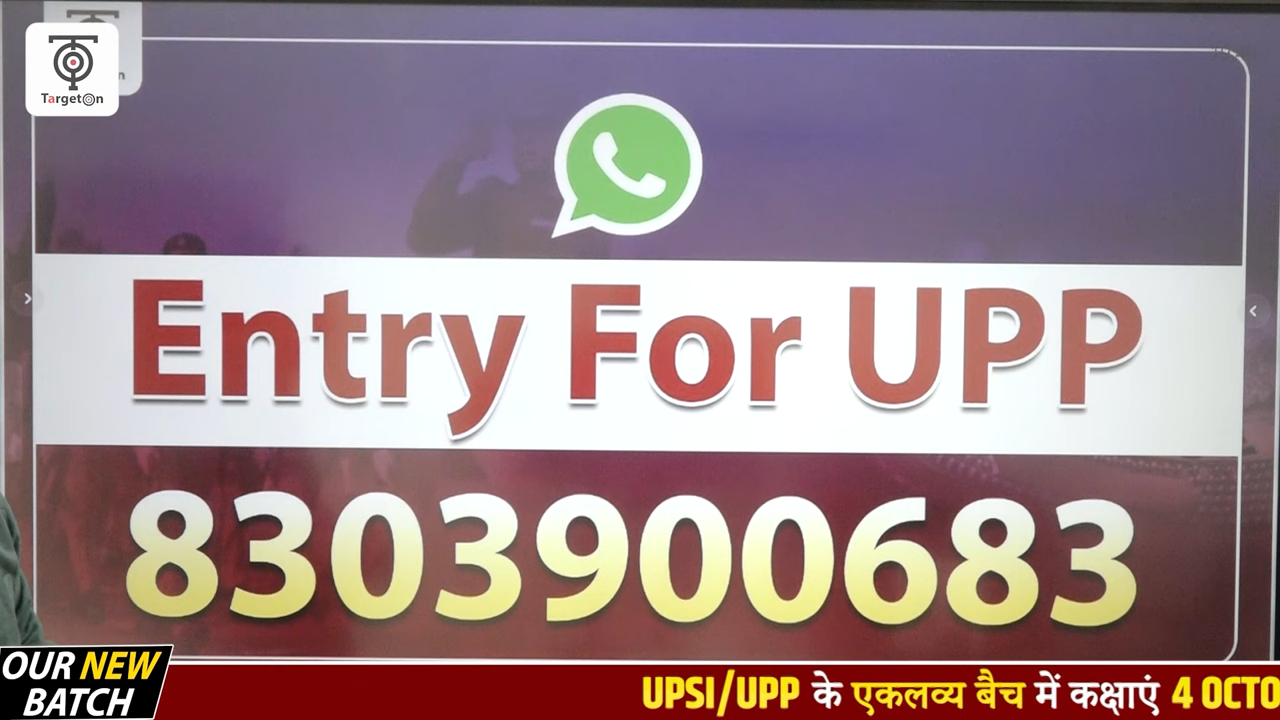 TargetOn
Entry For UPP
8303900683
OUR NEW
BATCH
UPSI/UPP के एकलव्य बैच में कक्षाएं 4 OCTO